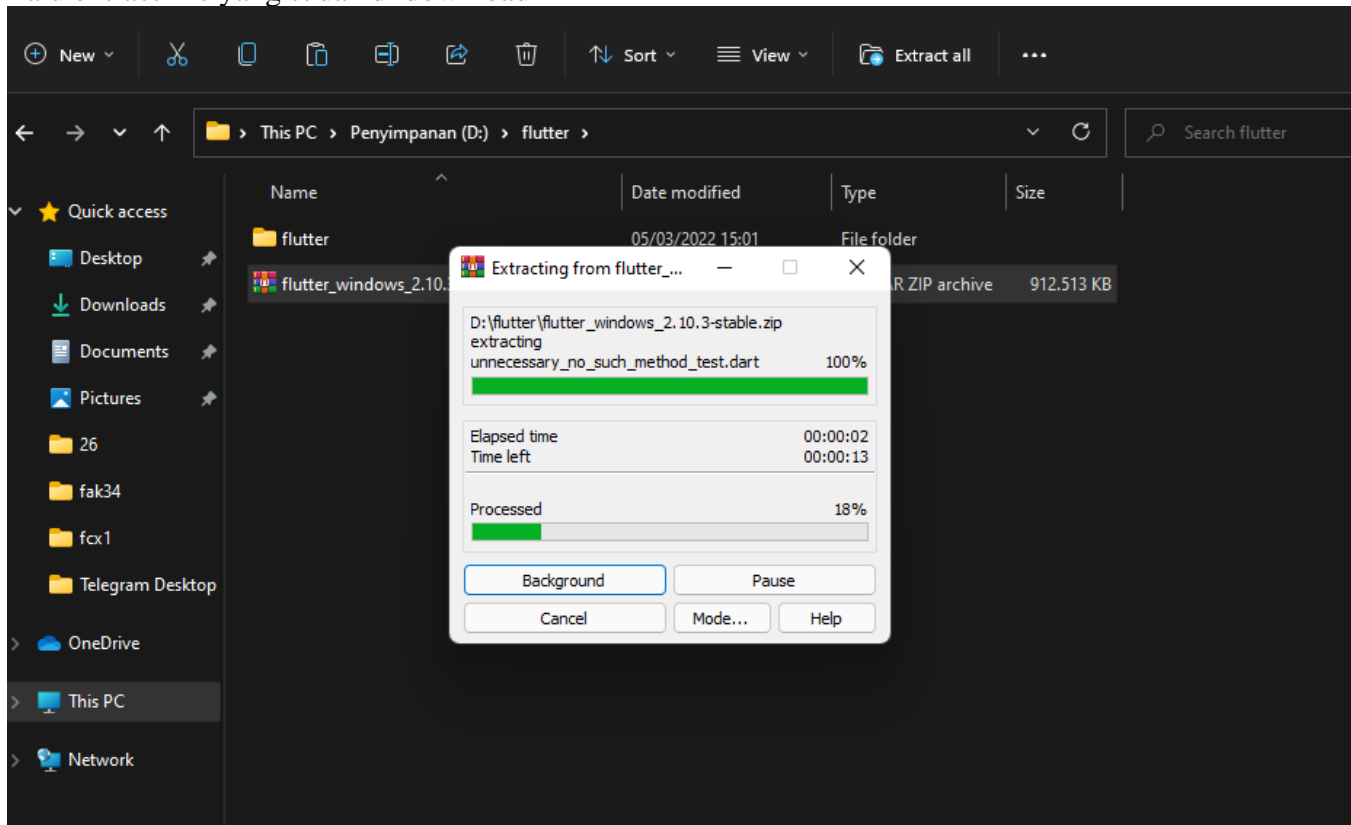 New
Sort
View
Extract all
This PC > Penyimpanan (D:) > flutter >
Search flutter
Name
Date modified
Type
Size
Quick access
Desktop
Downloads
Documents
Pictures
26
fak34
fcx1
Telegram Desktop
OneDrive
This PC
Network
flutter 05/03/2022 15:01 File folder
flutter_windows_2.10. R ZIP archive 912.513 KB
Extracting from flutter_...
D:\flutter\flutter_windows_2.10.3-stable.zip
extracting
unnecessary_no_such_method_test.dart 100%
Elapsed time 00:00:02
Time left 00:00:13
Processed 18%
Background
Pause
Cancel
Mode...
Help